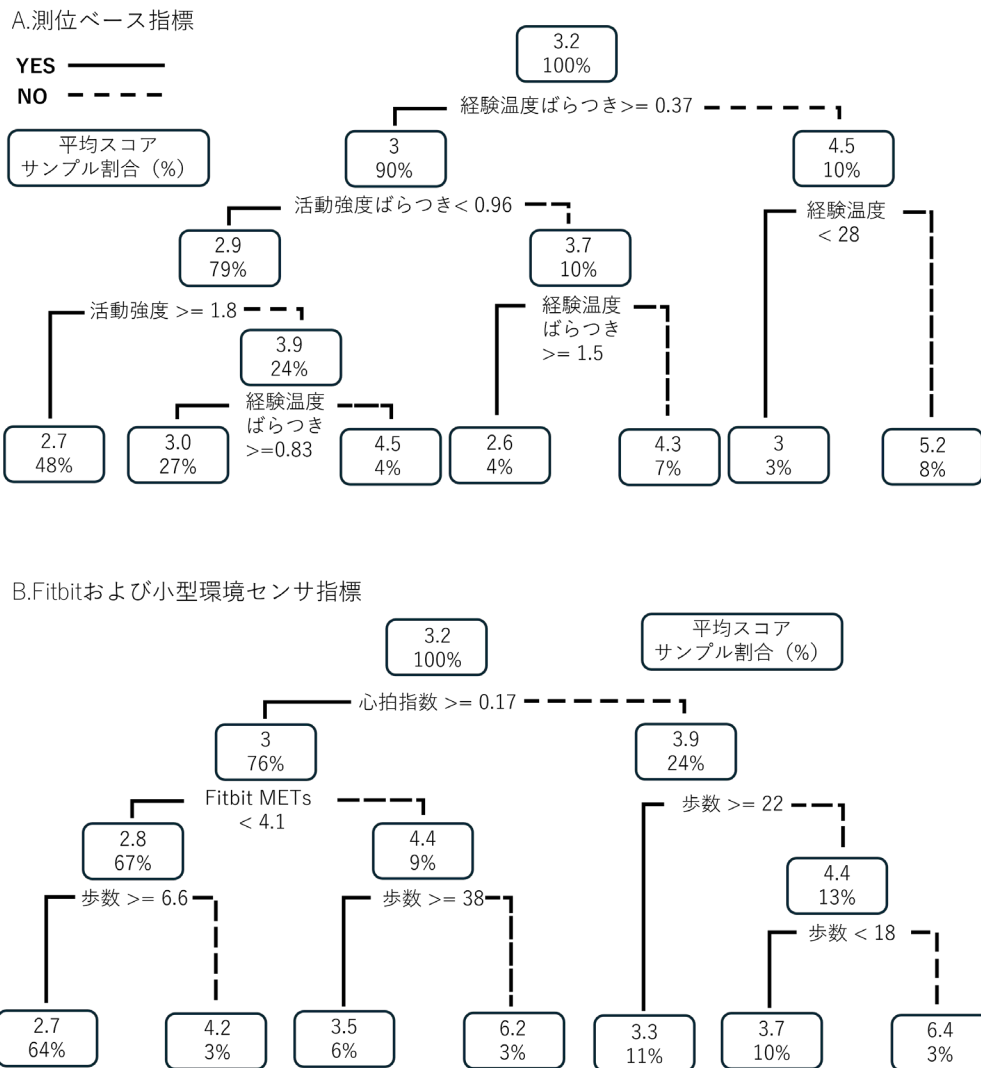 A.測位ベース指標
YES
NO
平均スコア
サンプル割合（%）
3.2
100%
経験温度ばらつき>= 0.37
3
90%
4.5
10%
活動強度ばらつき< 0.96
経験温度
< 28
2.9
79%
3.7
10%
活動強度 >= 1.8
経験温度
ばらつき
>= 1.5
3.9
24%
経験温度
ばらつき
>=0.83
2.7
48%
3.0
27%
4.5
4%
2.6
4%
4.3
7%
3
3%
5.2
8%
B.Fitbitおよび小型環境センサ指標
3.2
100%
平均スコア
サンプル割合（%）
心拍指数 >= 0.17
3
76%
3.9
24%
Fitbit METs
< 4.1
歩数 >= 22
2.8
67%
4.4
9%
4.4
13%
歩数 >= 6.6
歩数 >= 38
歩数 < 18
2.7
64%
4.2
3%
3.5
6%
6.2
3%
3.3
11%
3.7
10%
6.4
3%